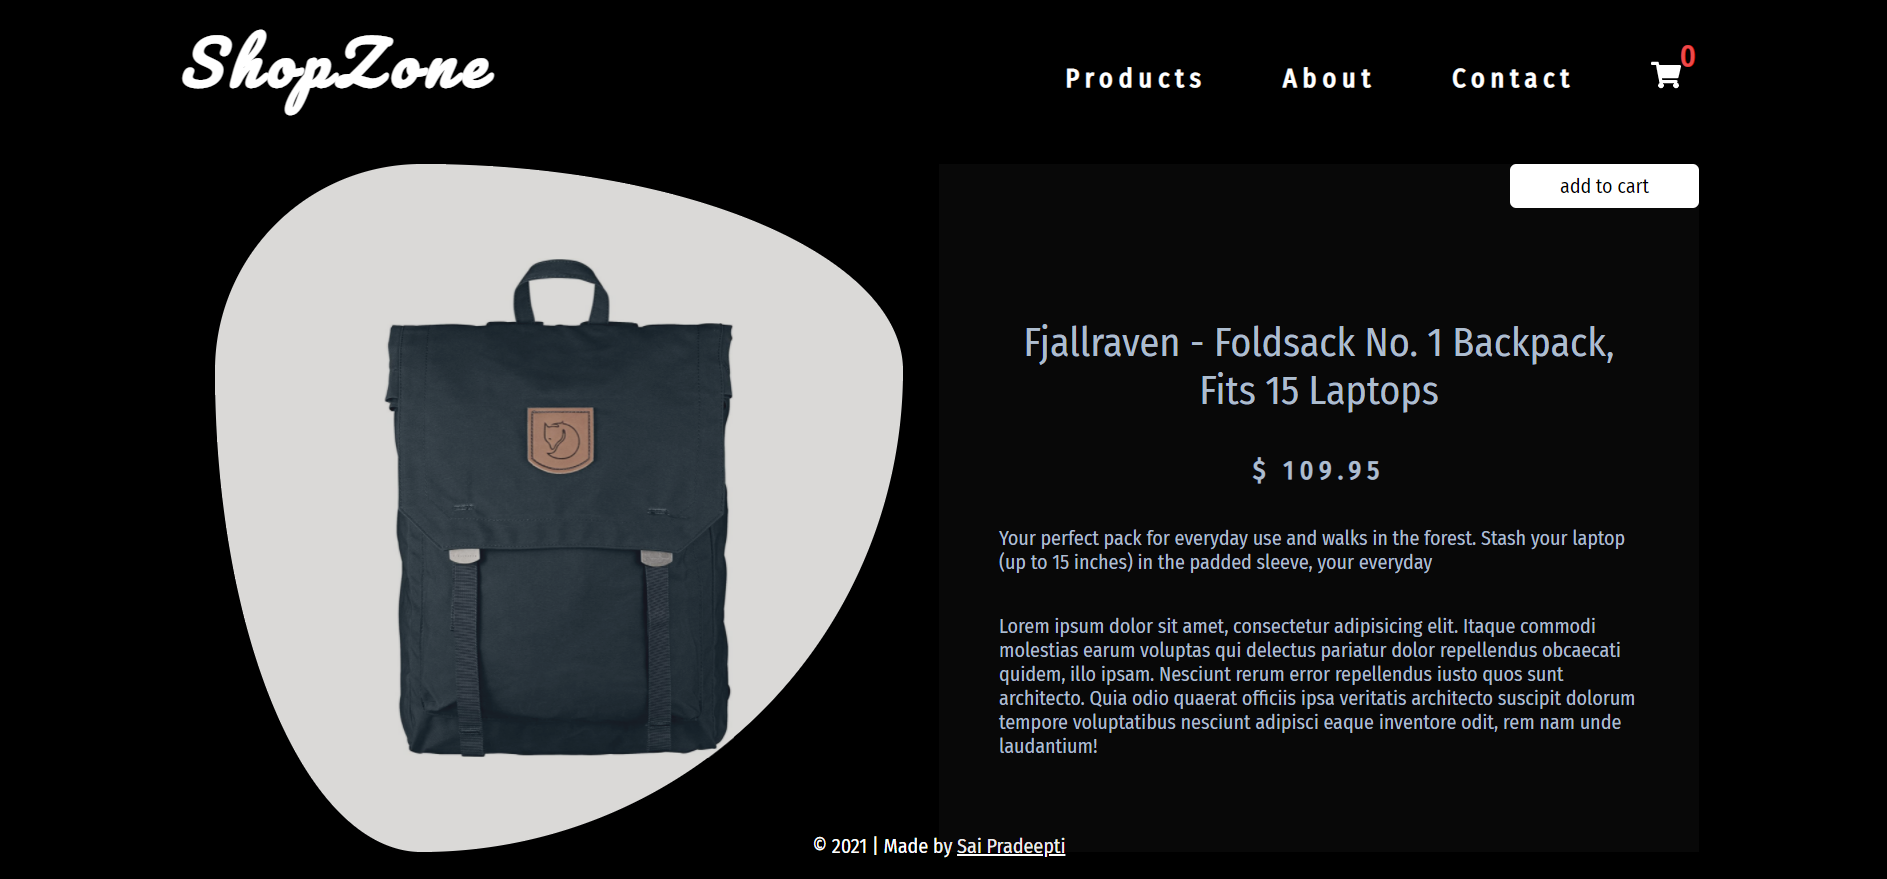 ShopZone
Products About Contact 0
add to cart
Fjallraven - Foldsack No. 1 Backpack,
Fits 15 Laptops
$ 109.95
Your perfect pack for everyday use and walks in the forest. Stash your laptop
(up to 15 inches) in the padded sleeve, your everyday
Lorem ipsum dolor sit amet, consectetur adipisicing elit. Itaque commodi
molestias earum voluptas qui delectus pariatur dolor repellendus obcaecati
quidem, illo ipsam. Nesciunt rerum error repellendus iusto quos sunt
architecto. Quia odio quaerat officiis ipsa veritatis architecto suscipit dolorum
tempore voluptatibus nesciunt adipisci eaque inventore odit, rem nam unde
laudantium!
© 2021 | Made by Sai Pradeepti